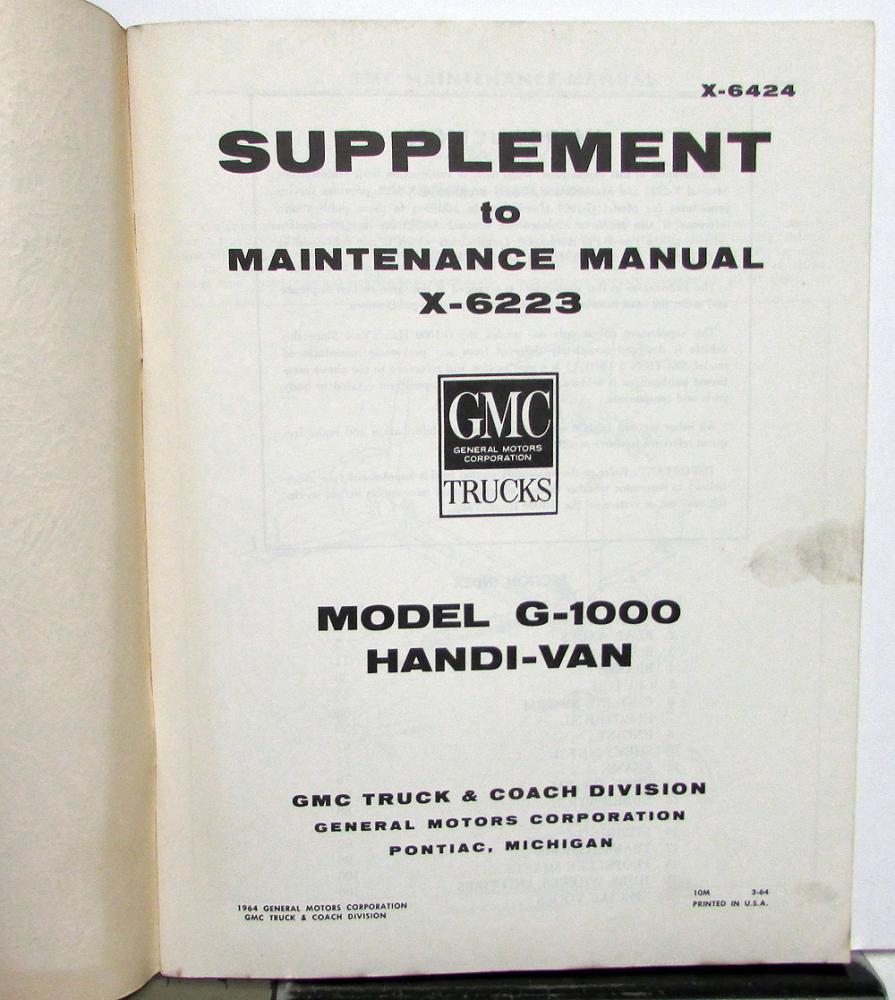 X-6424
SUPPLEMENT
to
MAINTENANCE MANUAL
X-6223
GMC
GENERAL MOTORS
CORPORATION
TRUCKS
MODEL G-1000
HANDI-VAN
GMC TRUCK & COACH DIVISION
GENERAL MOTORS CORPORATION
PONTIAC, MICHIGAN
1964 GENERAL MOTORS CORPORATION
GMC TRUCK & COACH DIVISION
10M 3-64
PRINTED IN U.S.A.